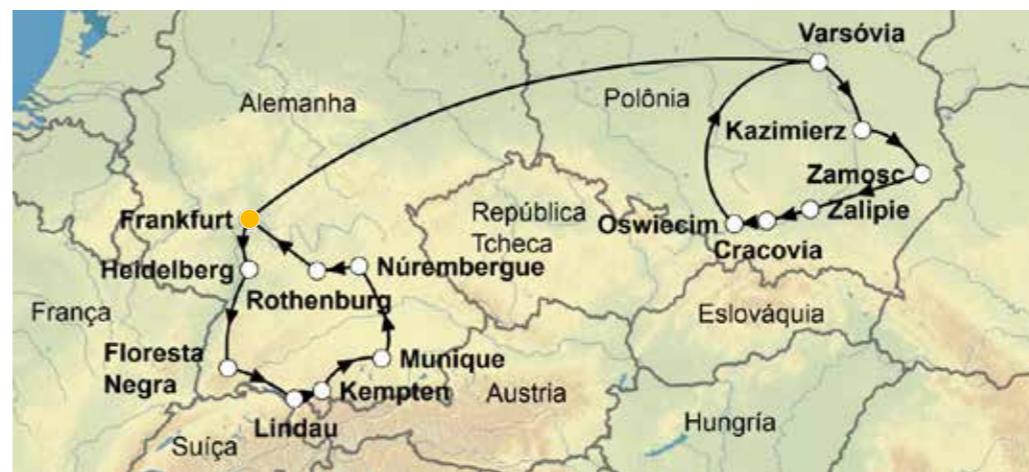 Varsóvia
Alemanha
Polônia
Kazimierz
Zamosc
Frankfurt
República
Tcheca
Oswiecim
Zalipie
Cracovia
Heidelberg
Núrembergue
Rothenburg
França
Eslováquia
Floresta
Negra
Munique
Kempten
Austria
Lindau
Hungría
Suíça